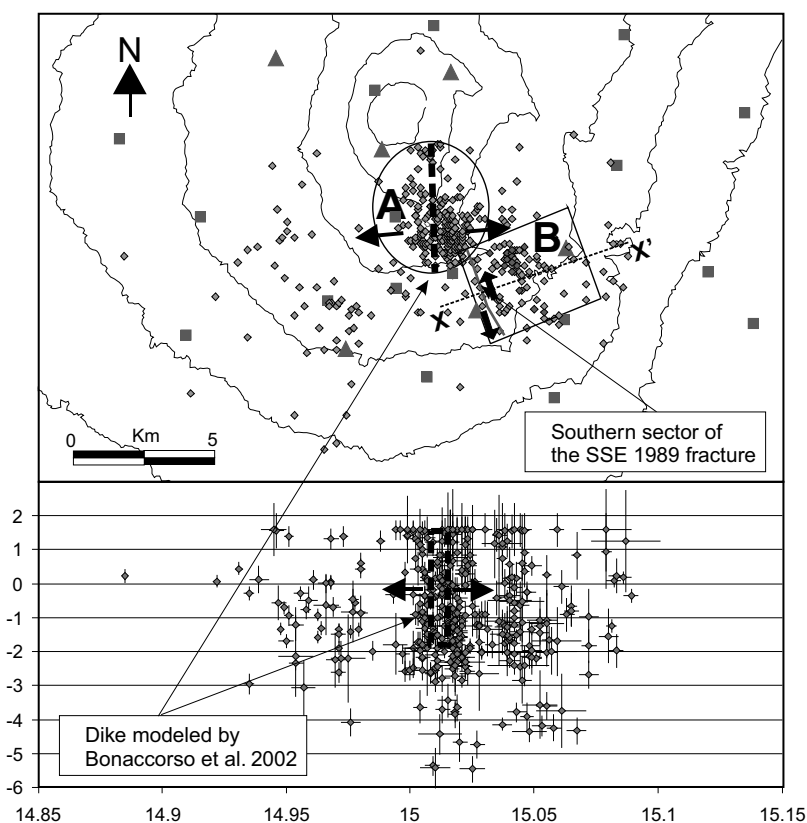 N
A
B
X'
X
Km
0 5
Southern sector of
the SSE 1989 fracture
2
1
0
-1
-2
-3
-4
-5
-6
Dike modeled by
Bonaccorso et al. 2002
14.85 14.9 14.95 15 15.05 15.1 15.15